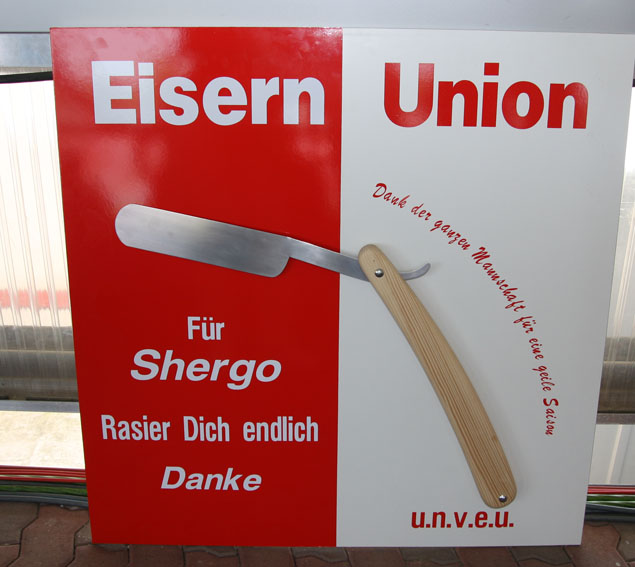 Eisern Union
Dank der ganzen Mannschaft für eine geile Saison
Für
Shergo
Rasier Dich endlich
Danke
u.n.v.e.u.